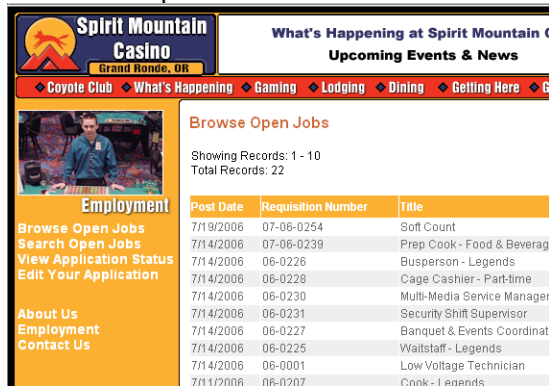 Spirit Mountain
Casino
Grand Ronde, OR
What's Happening at Spirit Mountain
Upcoming Events & News
Coyote Club What's Happening Gaming Lodging Dining Getting Here
Employment
Browse Open Jobs
Search Open Jobs
View Application Status
Edit Your Application
About Us
Employment
Contact Us
Browse Open Jobs
Showing Records: 1 - 10
Total Records: 22
Post Date Requisition Number Title
7/19/2006 07-06-0254 Soft Count
7/14/2006 07-06-0239 Prep Cook - Food & Beverag
7/14/2006 06-0226 Busperson - Legends
7/14/2006 06-0228 Cage Cashier - Part-time
7/14/2006 06-0230 Multi-Media Service Manager
7/14/2006 06-0231 Security Shift Supervisor
7/14/2006 06-0227 Banquet & Events Coordinat
7/14/2006 06-0225 Waitstaff - Legends
7/14/2006 06-0001 Low Voltage Technician
7/11/2006 06-0207 Cook - Legends